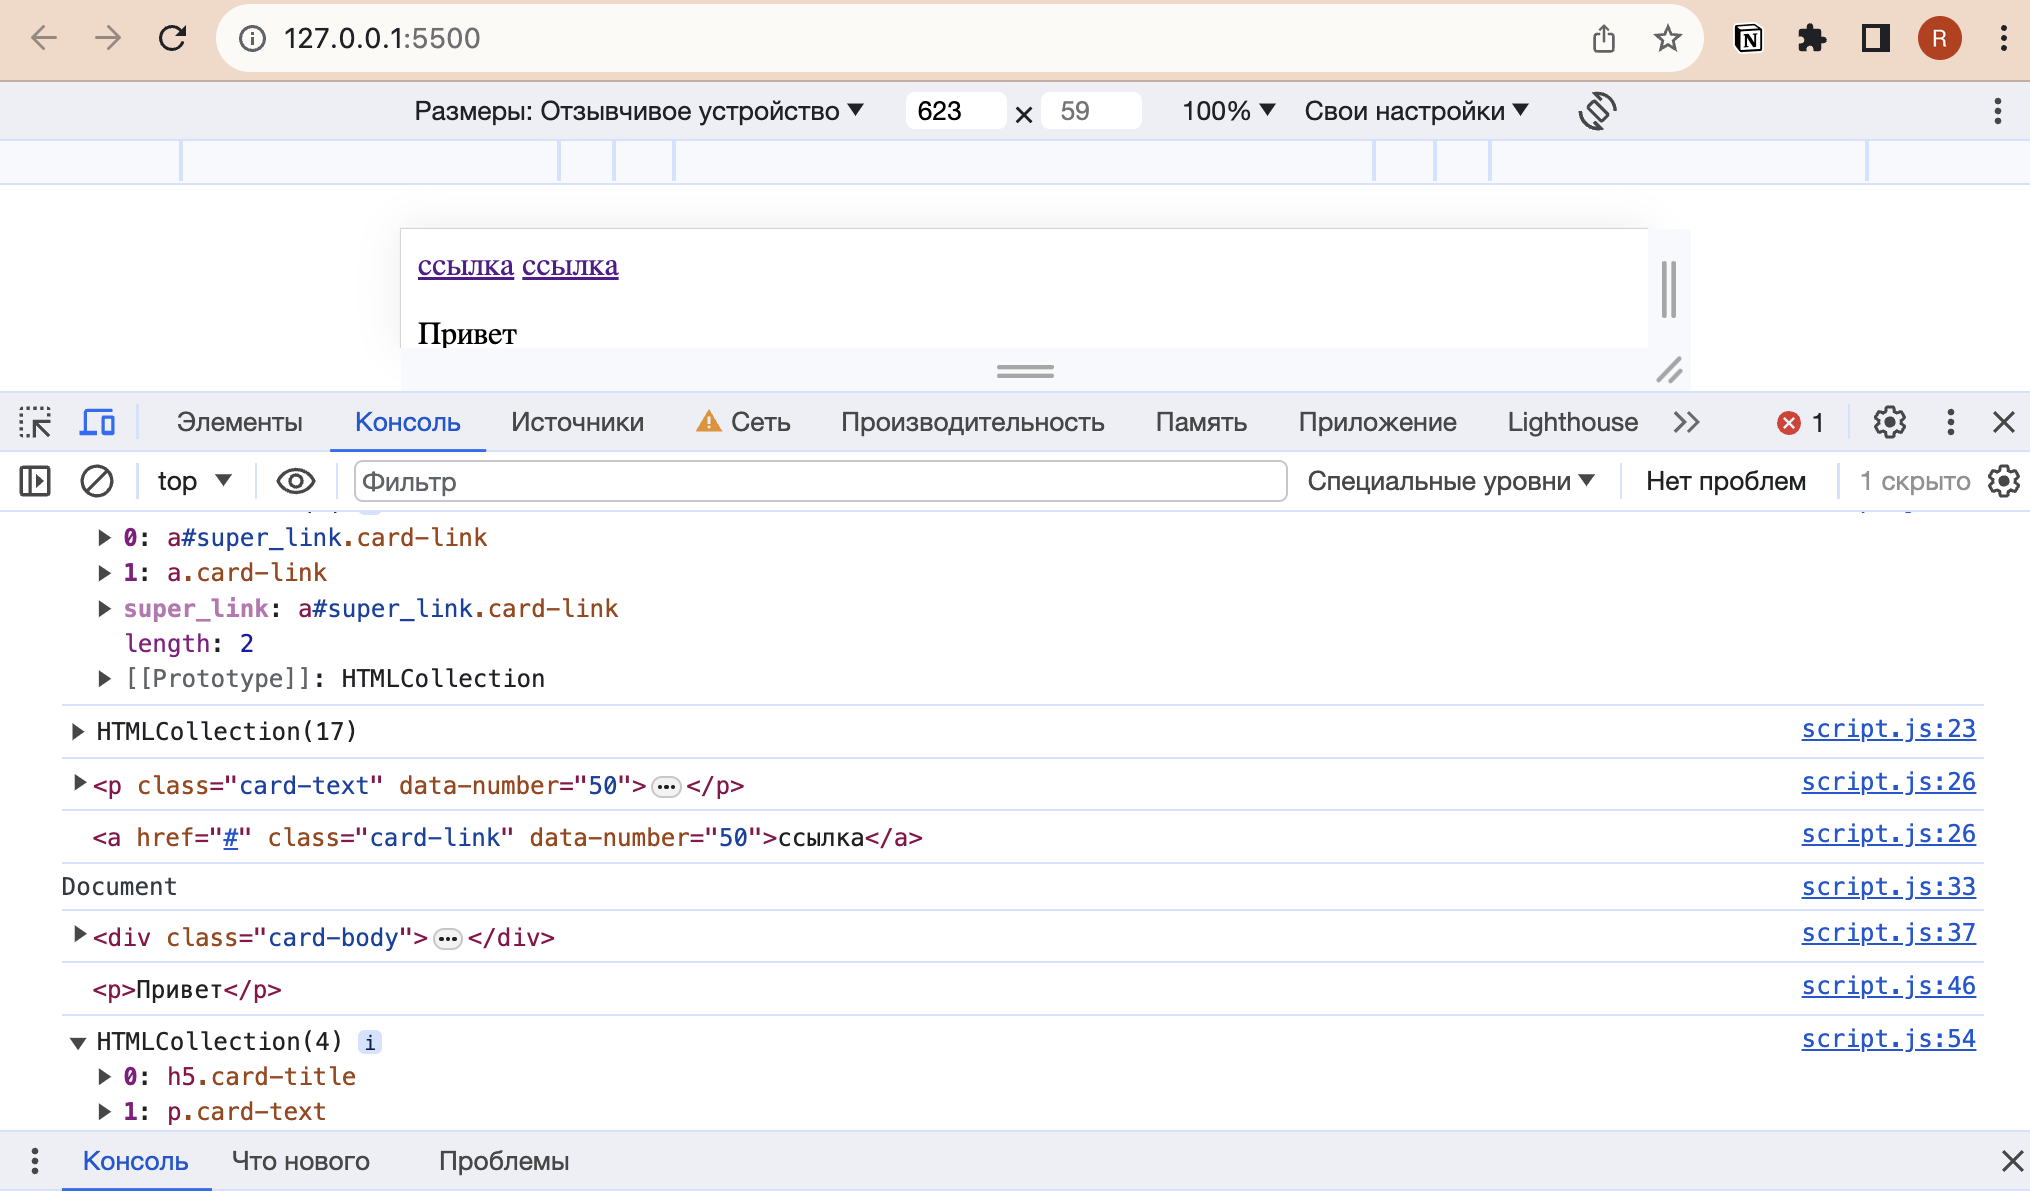 127.0.0.1:5500
R
Размеры: Отзывчивое устройство 623 × 59 100% Свои настройки
ссылка ссылка
Привет
Элементы Консоль Источники Сеть Производительность Память Приложение Lighthouse 1
top Фильтр Специальные уровни Нет проблем 1 скрыто
0: a#super_link.card-link
1: a.card-link
super_link: a#super_link.card-link
length: 2
[[Prototype]]: HTMLCollection
HTMLCollection(17) script.js:23
<p class="card-text" data-number="50">…</p> script.js:26
<a href="#" class="card-link" data-number="50">ссылка</a> script.js:26
Document script.js:33
<div class="card-body">…</div> script.js:37
<p>Привет</p> script.js:46
HTMLCollection(4) i script.js:54
0: h5.card-title
1: p.card-text
Консоль Что нового Проблемы